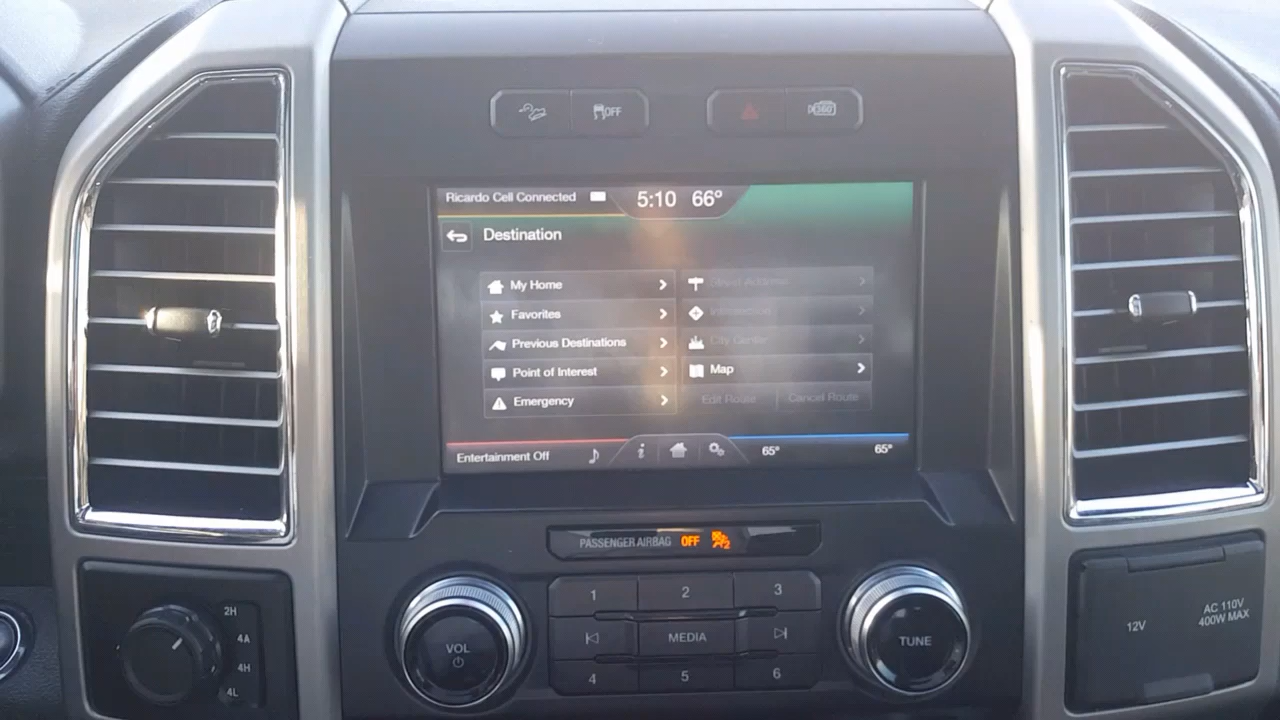 OFF
360
Ricardo Cell Connected
5:10 66°
Destination
My Home
Street Address
Favorites
Intersection
Previous Destinations
City Center
Point of Interest
Map
Emergency
Edit Route
Cancel Route
Entertainment Off
i
65°
65°
PASSENGER AIRBAG OFF
2
1
2
3
VOL
MEDIA
TUNE
4
5
6
2H
4A
4H
4L
12V
AC 110V
400W MAX